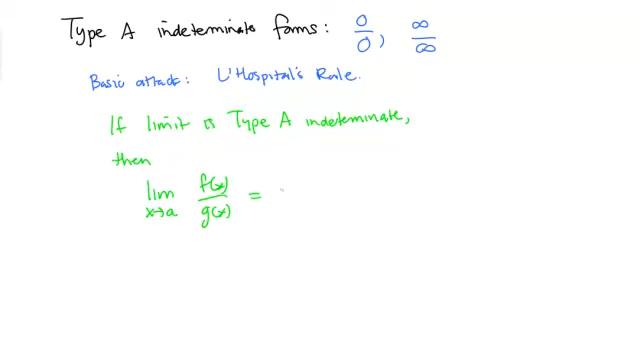 Type A indeterminate forms: 0/0, ∞/∞
Basic attack: L'Hospital's Rule.
If limit is Type A indeterminate,
then
lim x→a f(x)/g(x) =